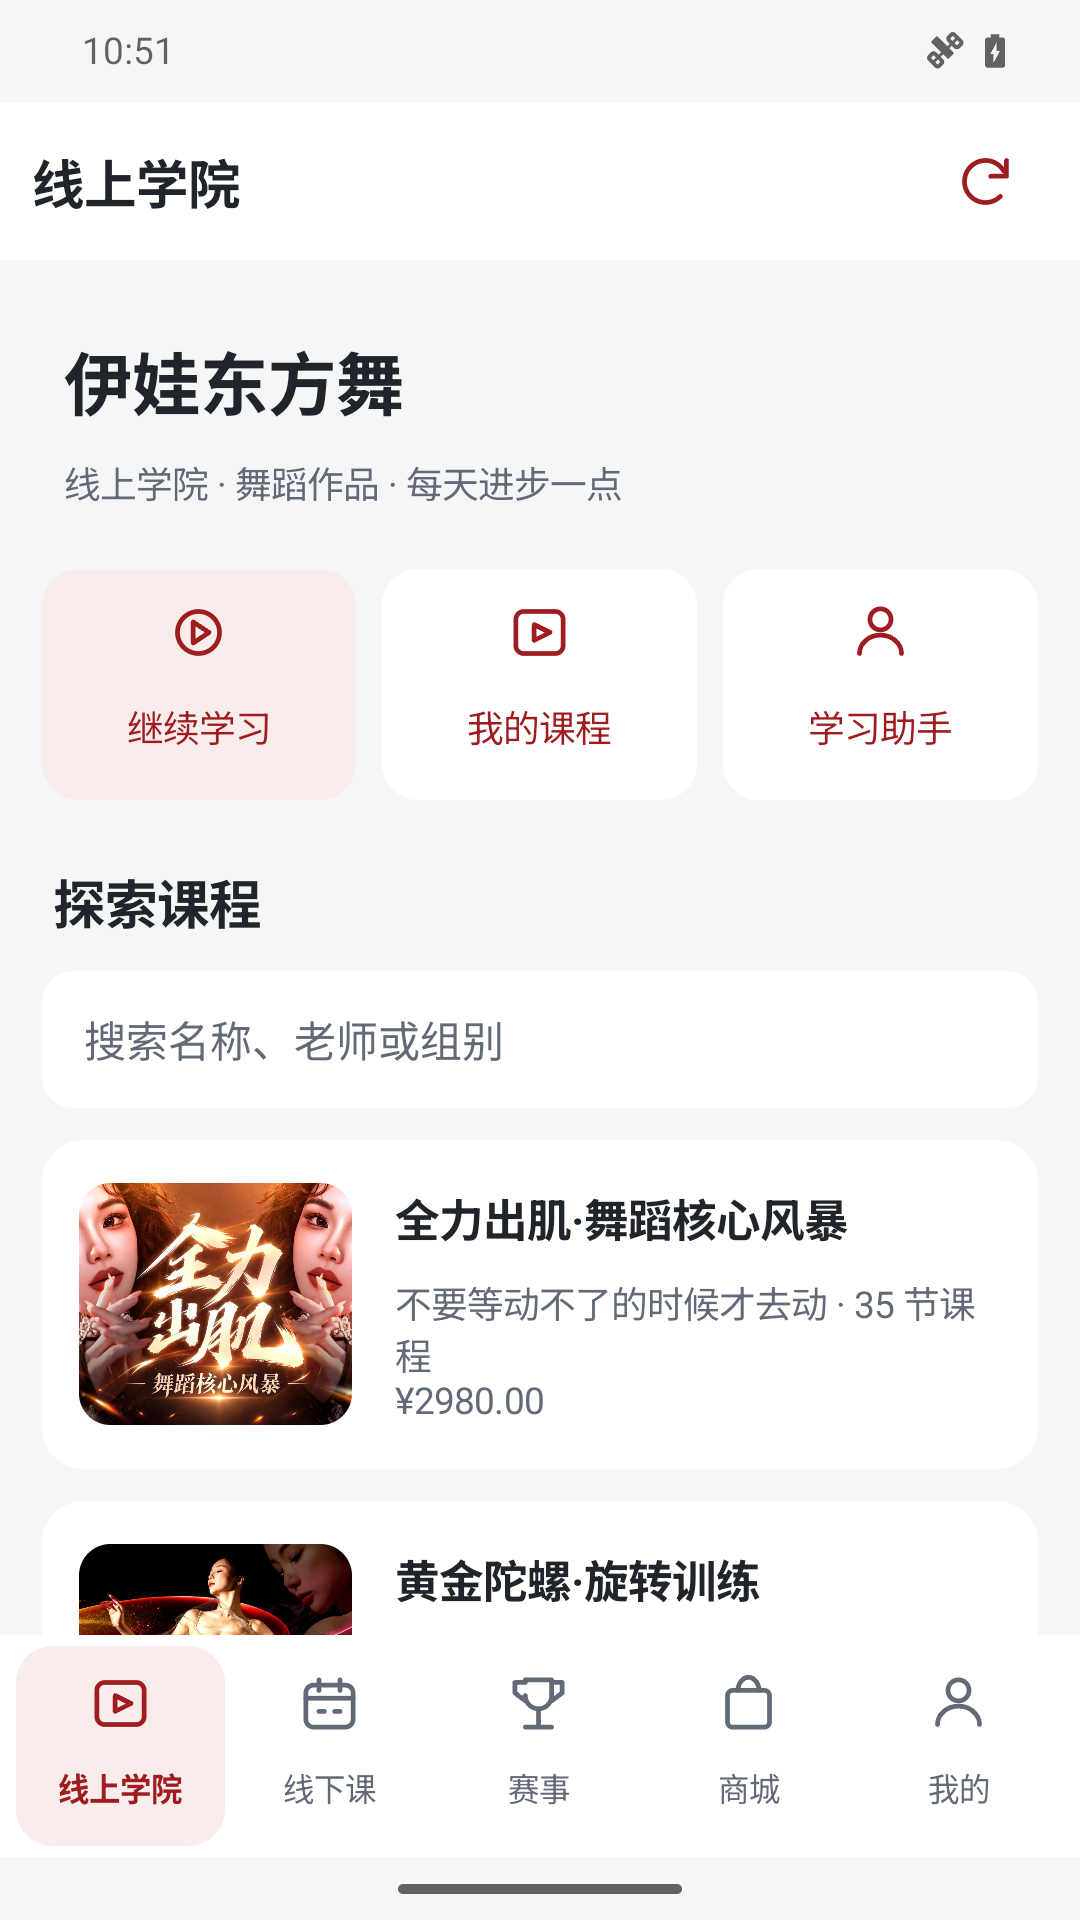 10:51
线上学院
伊娃东方舞
线上学院 · 舞蹈作品 · 每天进步一点
继续学习
我的课程
学习助手
探索课程
搜索名称、老师或组别
全力
出肌
舞蹈核心风暴
全力出肌·舞蹈核心风暴
不要等动不了的时候才去动 · 35 节课
程
¥2980.00
黄金陀螺·旋转训练
线上学院
线下课
赛事
商城
我的